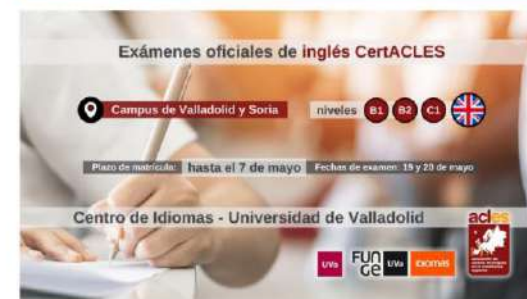 Exámenes oficiales de inglés CertACLES
Campus de Valladolid y Soria
niveles B1 B2 C1
Plazo de matrícula: hasta el 7 de mayo Fechas de examen: 19 y 20 de mayo
Centro de Idiomas - Universidad de Valladolid
acles
UVa FUNGE UVa IDIOMAS